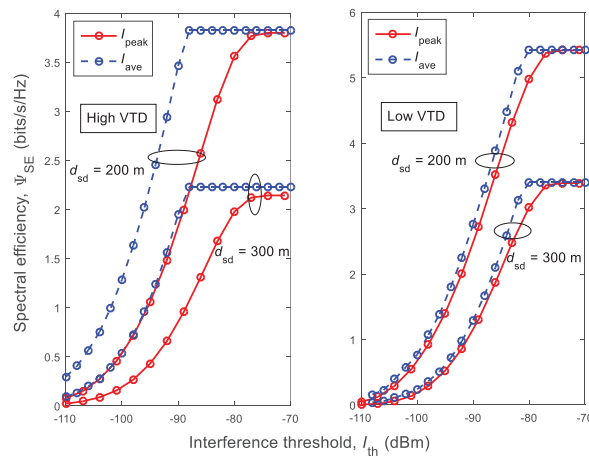 Spectral efficiency, Ψ_SE (bits/s/Hz)
4
3.5
3
2.5
2
1.5
1
0.5
0
I_peak
I_ave
High VTD
d_sd = 200 m
d_sd = 300 m
-110 -100 -90 -80 -70
6
5
4
3
2
1
0
I_peak
I_ave
Low VTD
d_sd = 200 m
d_sd = 300 m
-110 -100 -90 -80 -70
Interference threshold, I_th (dBm)